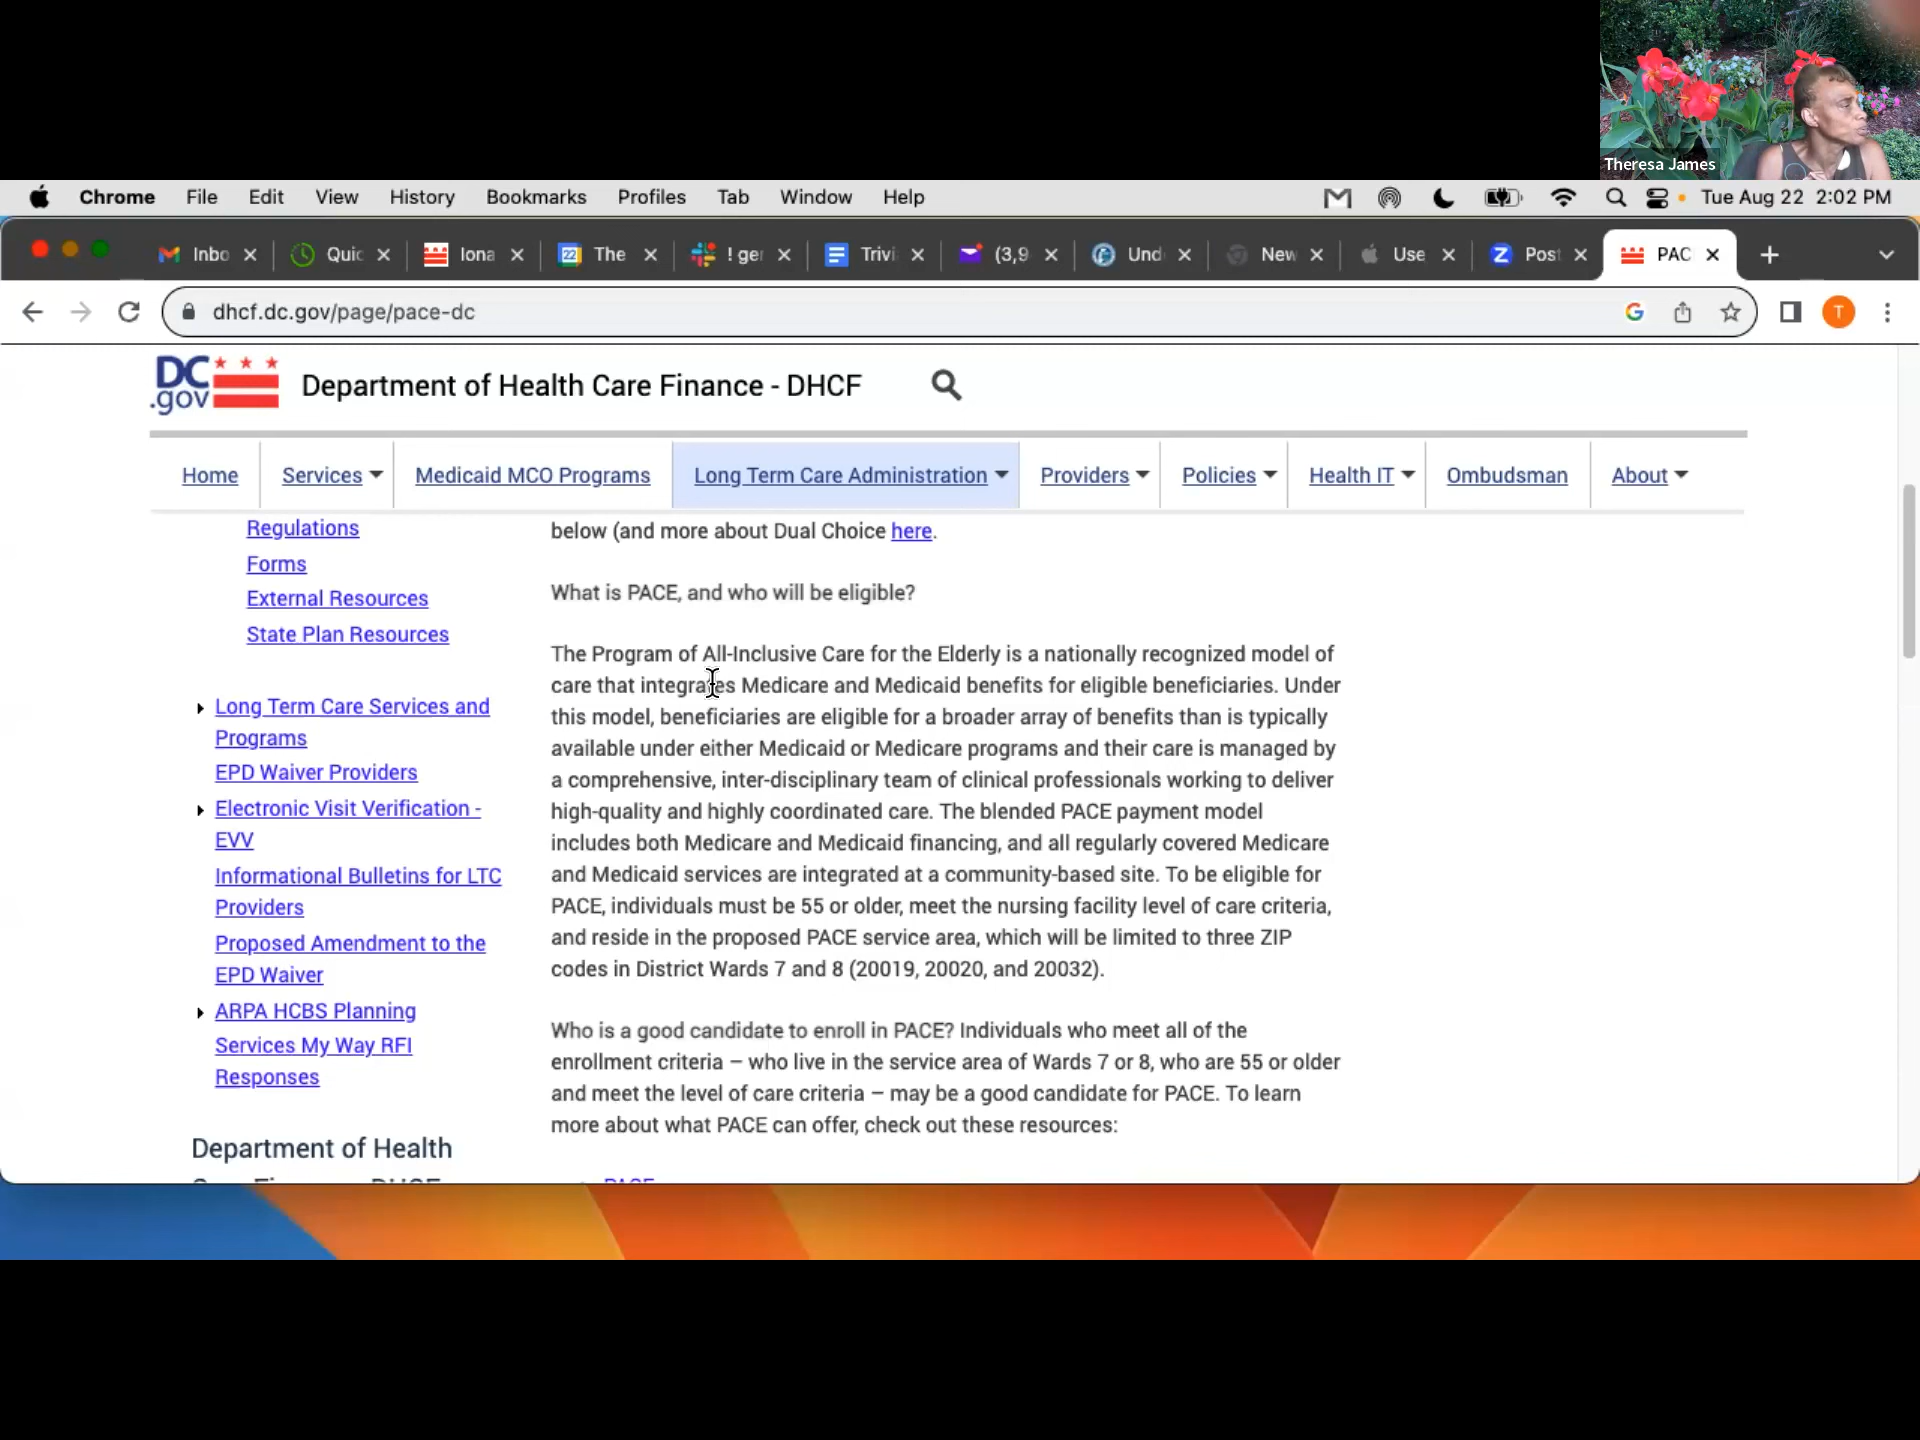 Theresa James
Chrome File Edit View History Bookmarks Profiles Tab Window Help Tue Aug 22 2:02 PM
Inbo Quic Iona 22 The ! ger Trivi (3,9 Und New Use Z Post PAC
dhcf.dc.gov/page/pace-dc G T
DC
.gov
Department of Health Care Finance - DHCF
Home Services Medicaid MCO Programs Long Term Care Administration Providers Policies Health IT Ombudsman About
Regulations
Forms
External Resources
State Plan Resources
Long Term Care Services and
Programs
EPD Waiver Providers
Electronic Visit Verification -
EVV
Informational Bulletins for LTC
Providers
Proposed Amendment to the
EPD Waiver
ARPA HCBS Planning
Services My Way RFI
Responses
Department of Health
below (and more about Dual Choice here.
What is PACE, and who will be eligible?
The Program of All-Inclusive Care for the Elderly is a nationally recognized model of
care that integrates Medicare and Medicaid benefits for eligible beneficiaries. Under
this model, beneficiaries are eligible for a broader array of benefits than is typically
available under either Medicaid or Medicare programs and their care is managed by
a comprehensive, inter-disciplinary team of clinical professionals working to deliver
high-quality and highly coordinated care. The blended PACE payment model
includes both Medicare and Medicaid financing, and all regularly covered Medicare
and Medicaid services are integrated at a community-based site. To be eligible for
PACE, individuals must be 55 or older, meet the nursing facility level of care criteria,
and reside in the proposed PACE service area, which will be limited to three ZIP
codes in District Wards 7 and 8 (20019, 20020, and 20032).
Who is a good candidate to enroll in PACE? Individuals who meet all of the
enrollment criteria – who live in the service area of Wards 7 or 8, who are 55 or older
and meet the level of care criteria – may be a good candidate for PACE. To learn
more about what PACE can offer, check out these resources: